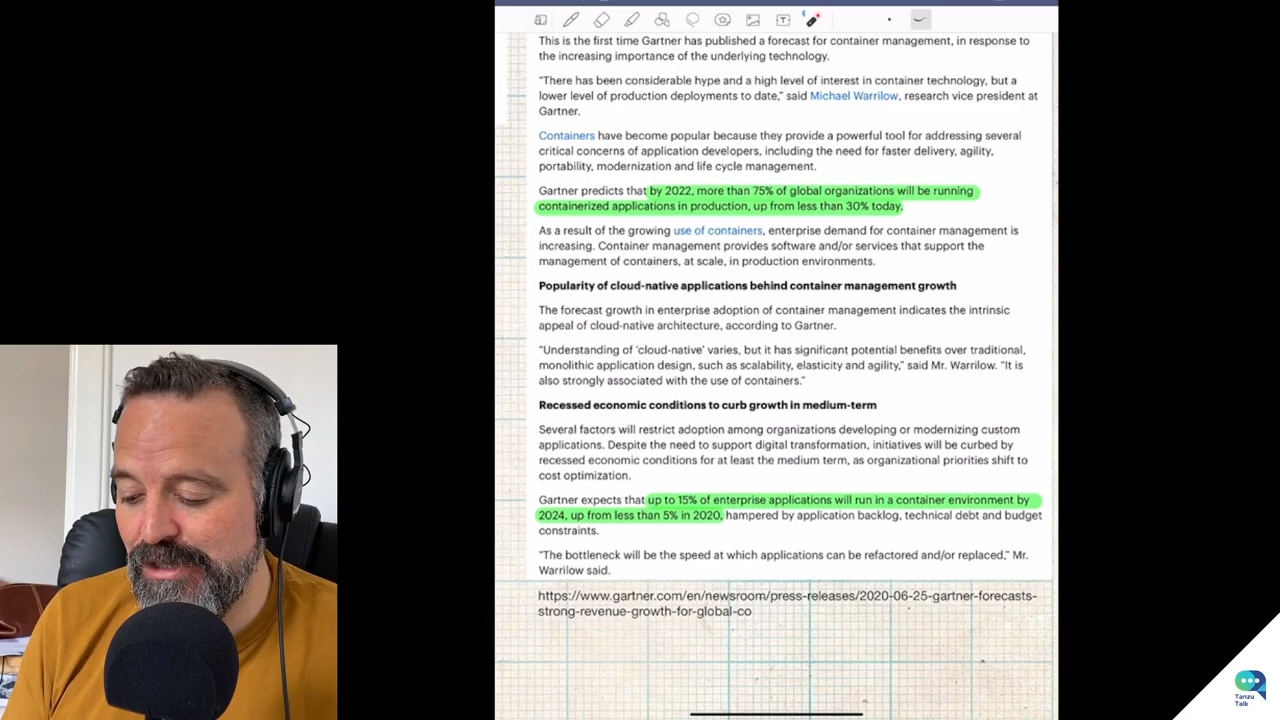 This is the first time Gartner has published a forecast for container management, in response to
the increasing importance of the underlying technology.
“There has been considerable hype and a high level of interest in container technology, but a
lower level of production deployments to date,” said Michael Warrilow, research vice president at
Gartner.
Containers have become popular because they provide a powerful tool for addressing several
critical concerns of application developers, including the need for faster delivery, agility,
portability, modernization and life cycle management.
Gartner predicts that by 2022, more than 75% of global organizations will be running
containerized applications in production, up from less than 30% today.
As a result of the growing use of containers, enterprise demand for container management is
increasing. Container management provides software and/or services that support the
management of containers, at scale, in production environments.
Popularity of cloud-native applications behind container management growth
The forecast growth in enterprise adoption of container management indicates the intrinsic
appeal of cloud-native architecture, according to Gartner.
“Understanding of ‘cloud-native’ varies, but it has significant potential benefits over traditional,
monolithic application design, such as scalability, elasticity and agility,” said Mr. Warrilow. “It is
also strongly associated with the use of containers.”
Recessed economic conditions to curb growth in medium-term
Several factors will restrict adoption among organizations developing or modernizing custom
applications. Despite the need to support digital transformation, initiatives will be curbed by
recessed economic conditions for at least the medium term, as organizational priorities shift to
cost optimization.
Gartner expects that up to 15% of enterprise applications will run in a container environment by
2024, up from less than 5% in 2020, hampered by application backlog, technical debt and budget
constraints.
“The bottleneck will be the speed at which applications can be refactored and/or replaced,” Mr.
Warrilow said.
https://www.gartner.com/en/newsroom/press-releases/2020-06-25-gartner-forecasts-
strong-revenue-growth-for-global-co
Tanzu
Talk